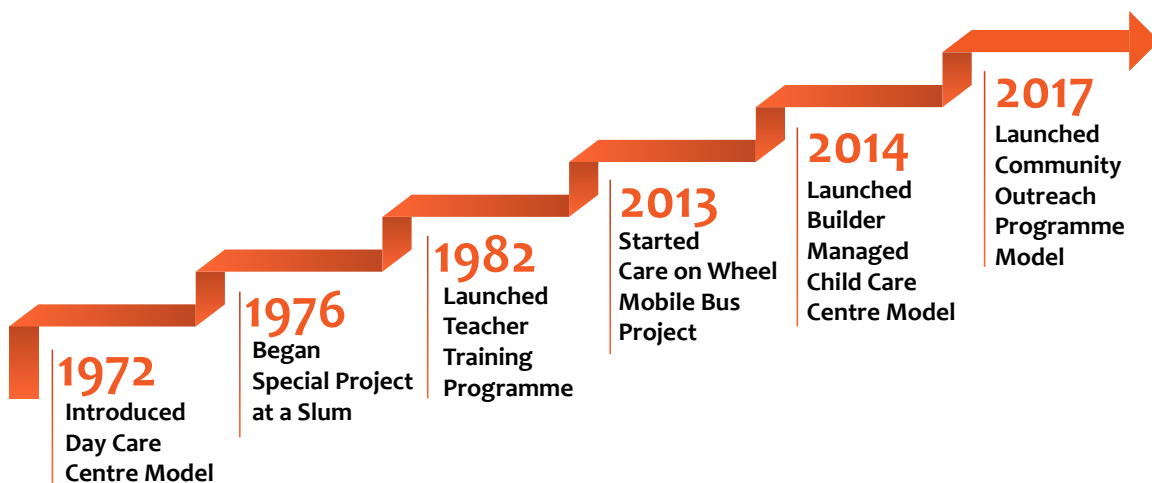 1972
Introduced
Day Care
Centre Model
1976
Began
Special Project
at a Slum
1982
Launched
Teacher
Training
Programme
2013
Started
Care on Wheel
Mobile Bus
Project
2014
Launched
Builder
Managed
Child Care
Centre Model
2017
Launched
Community
Outreach
Programme
Model